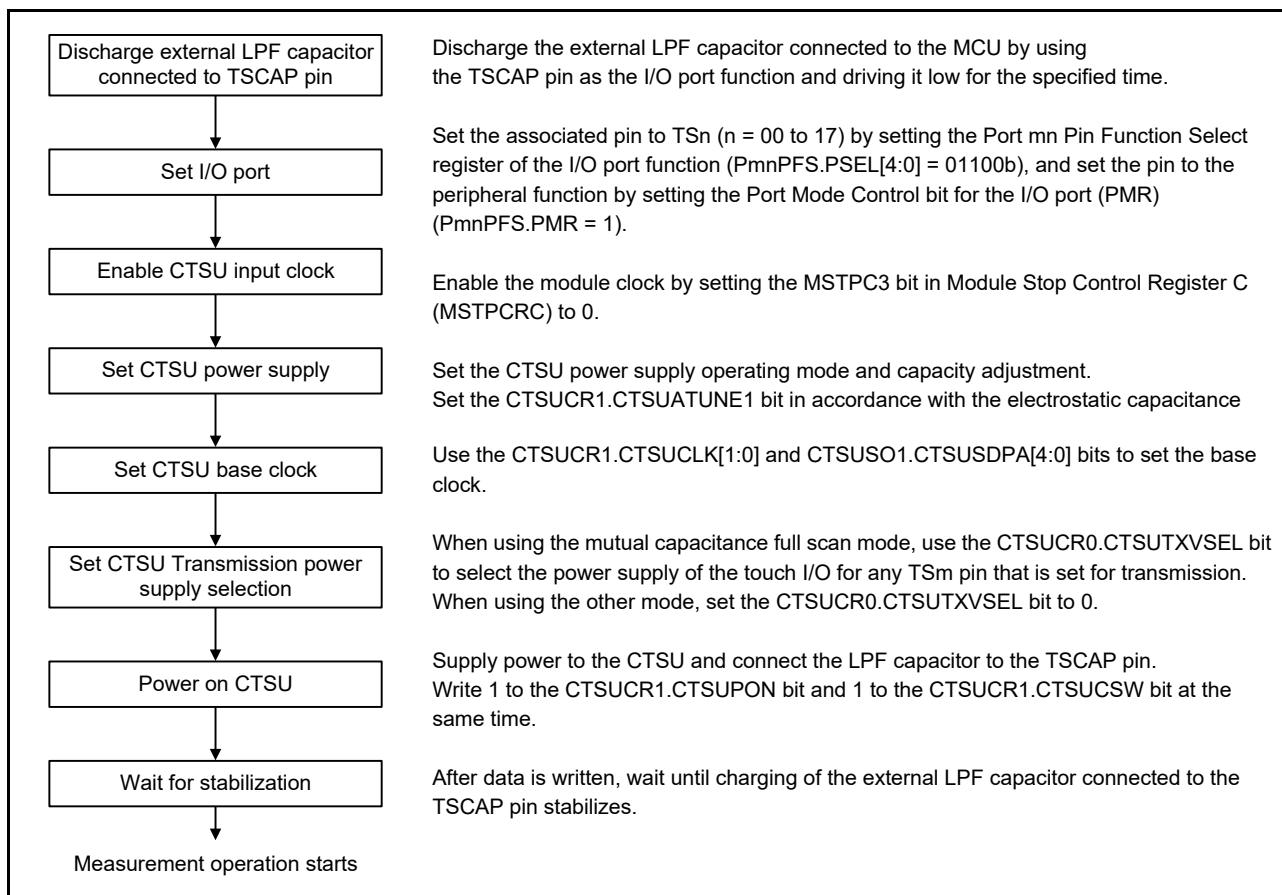 Discharge external LPF capacitor
connected to TSCAP pin
Discharge the external LPF capacitor connected to the MCU by using
the TSCAP pin as the I/O port function and driving it low for the specified time.
Set I/O port
Set the associated pin to TSn (n = 00 to 17) by setting the Port mn Pin Function Select
register of the I/O port function (PmnPFS.PSEL[4:0] = 01100b), and set the pin to the
peripheral function by setting the Port Mode Control bit for the I/O port (PMR)
(PmnPFS.PMR = 1).
Enable CTSU input clock
Enable the module clock by setting the MSTPC3 bit in Module Stop Control Register C
(MSTPCRC) to 0.
Set CTSU power supply
Set the CTSU power supply operating mode and capacity adjustment.
Set the CTSUCR1.CTSUATUNE1 bit in accordance with the electrostatic capacitance
Set CTSU base clock
Use the CTSUCR1.CTSUCLK[1:0] and CTSUSO1.CTSUSDPA[4:0] bits to set the base
clock.
Set CTSU Transmission power
supply selection
When using the mutual capacitance full scan mode, use the CTSUCR0.CTSUTXVSEL bit
to select the power supply of the touch I/O for any TSm pin that is set for transmission.
When using the other mode, set the CTSUCR0.CTSUTXVSEL bit to 0.
Power on CTSU
Supply power to the CTSU and connect the LPF capacitor to the TSCAP pin.
Write 1 to the CTSUCR1.CTSUPON bit and 1 to the CTSUCR1.CTSUCSW bit at the
same time.
Wait for stabilization
After data is written, wait until charging of the external LPF capacitor connected to the
TSCAP pin stabilizes.
Measurement operation starts